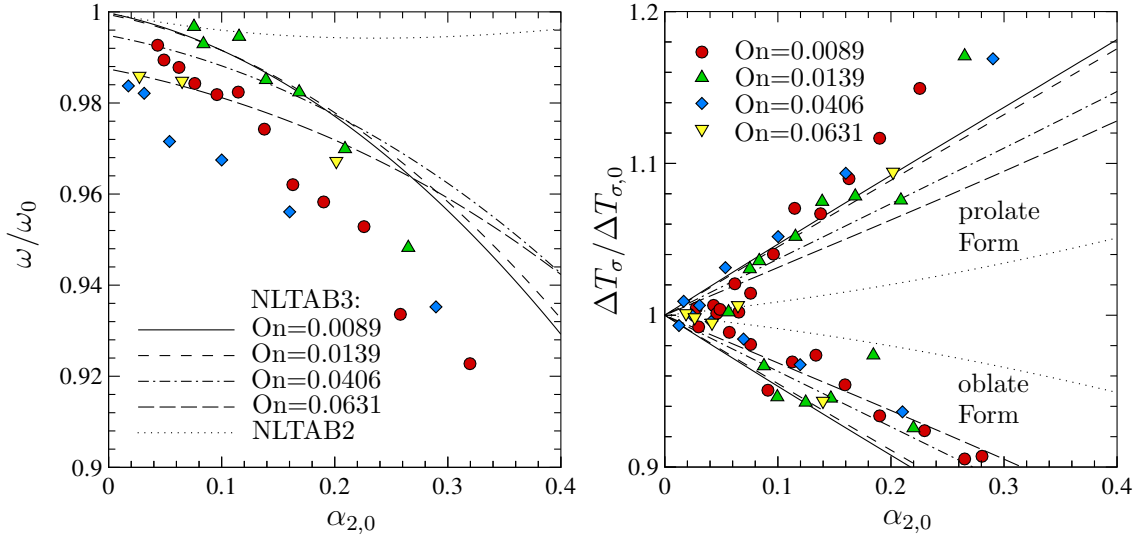 1
0.98
0.96
0.94
0.92
0.9
ω/ω₀
NLTAB3:
On=0.0089
On=0.0139
On=0.0406
On=0.0631
NLTAB2
0 0.1 0.2 0.3 0.4
α₂,₀
1.2
1.1
1.0
0.9
ΔT_σ/ΔT_σ,0
On=0.0089
On=0.0139
On=0.0406
On=0.0631
prolate
Form
oblate
Form
0 0.1 0.2 0.3 0.4
α₂,₀